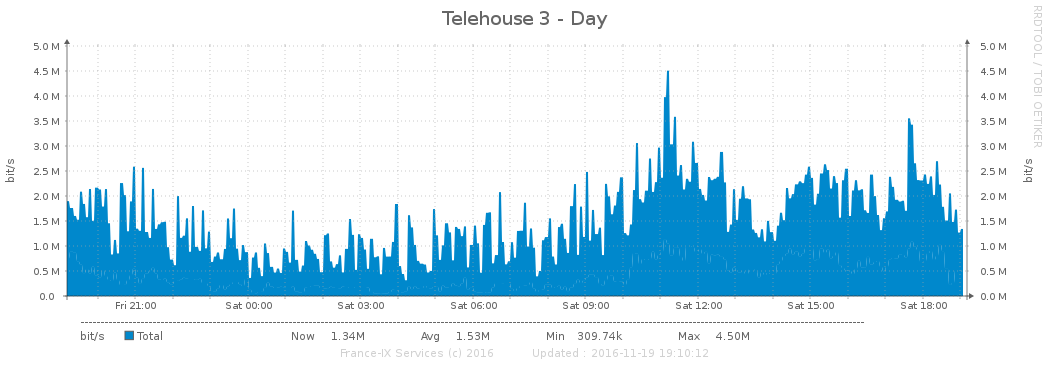 Telehouse 3 - Day
RRDTOOL / TOBI OETIKER
bit/s
bit/s
5.0 M 5.0 M
4.5 M 4.5 M
4.0 M 4.0 M
3.5 M 3.5 M
3.0 M 3.0 M
2.5 M 2.5 M
2.0 M 2.0 M
1.5 M 1.5 M
1.0 M 1.0 M
0.5 M 0.5 M
0.0 0.0 M
Fri 21:00 Sat 00:00 Sat 03:00 Sat 06:00 Sat 09:00 Sat 12:00 Sat 15:00 Sat 18:00
bit/s Total Now 1.34M Avg 1.53M Min 309.74k Max 4.50M
France-IX Services (c) 2016 Updated : 2016-11-19 19:10:12